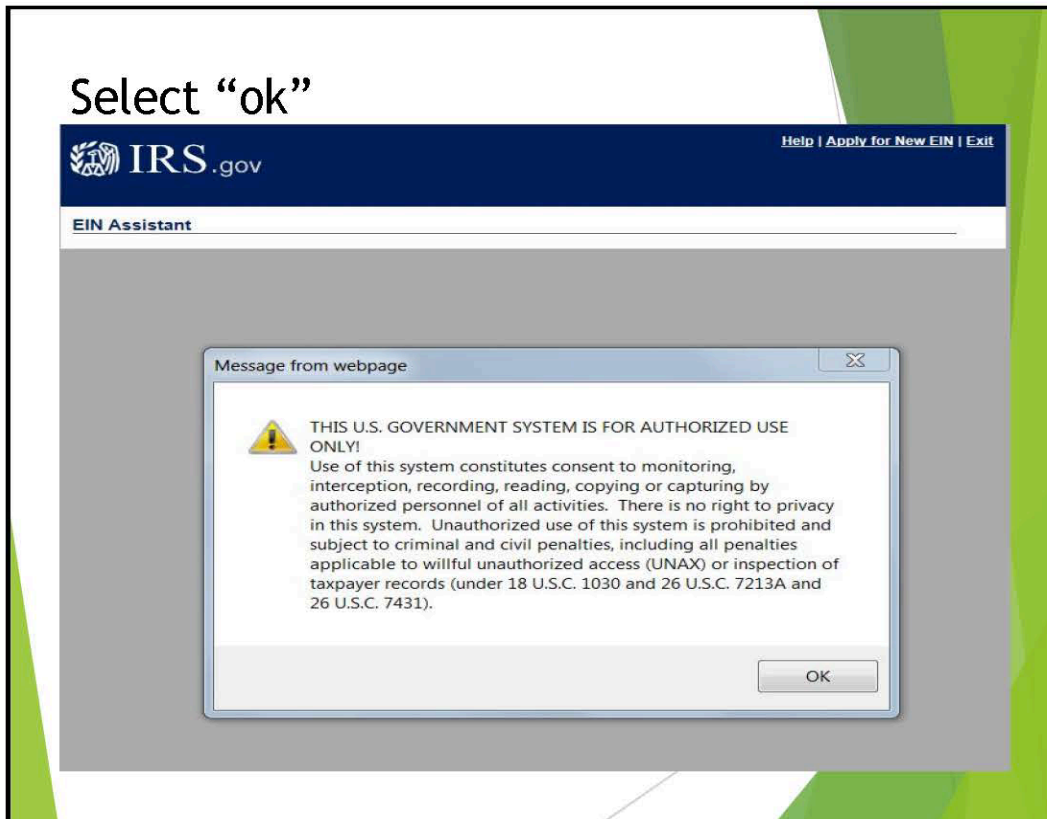 Select “ok”
IRS.gov
Help | Apply for New EIN | Exit
EIN Assistant
Message from webpage
THIS U.S. GOVERNMENT SYSTEM IS FOR AUTHORIZED USE
ONLY!
Use of this system constitutes consent to monitoring,
interception, recording, reading, copying or capturing by
authorized personnel of all activities.  There is no right to privacy
in this system.  Unauthorized use of this system is prohibited and
subject to criminal and civil penalties, including all penalties
applicable to willful unauthorized access (UNAX) or inspection of
taxpayer records (under 18 U.S.C. 1030 and 26 U.S.C. 7213A and
26 U.S.C. 7431).
OK